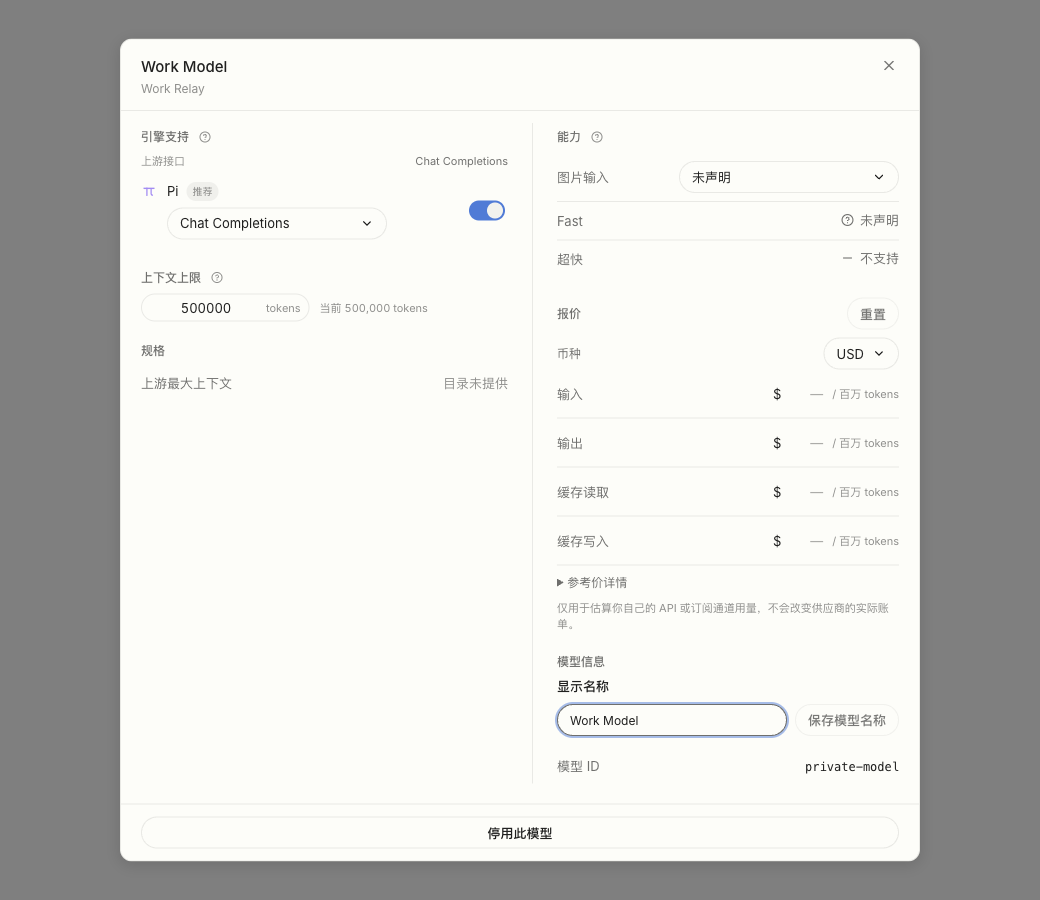 Work Model
Work Relay
引擎支持
上游接口 Chat Completions
Pi 推荐
Chat Completions
上下文上限
500000 tokens 当前 500,000 tokens
规格
上游最大上下文 目录未提供
能力
图片输入 未声明
Fast 未声明
超快 不支持
报价 重置
币种 USD
输入 $ — / 百万 tokens
输出 $ — / 百万 tokens
缓存读取 $ — / 百万 tokens
缓存写入 $ — / 百万 tokens
参考价详情
仅用于估算你自己的 API 或订阅通道用量，不会改变供应商的实际账
单。
模型信息
显示名称
Work Model 保存模型名称
模型 ID private-model
停用此模型